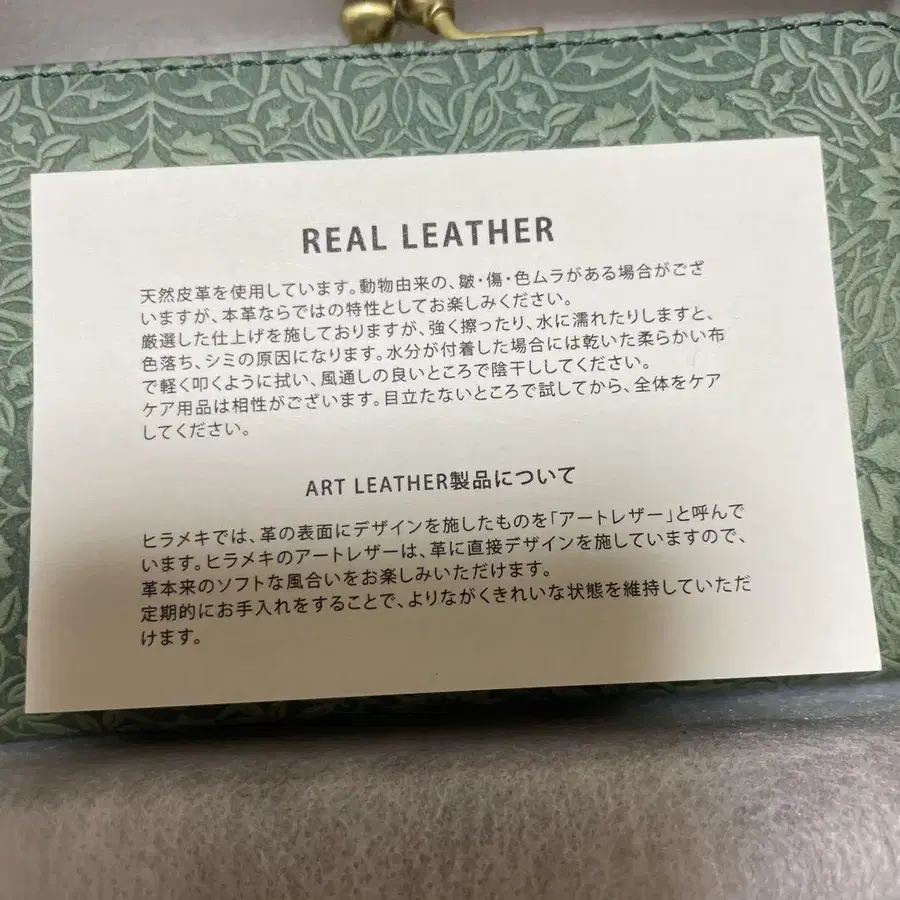 REAL LEATHER
天然皮革を使用しています。動物由来の、皺・傷・色ムラがある場合がござ
いますが、本革ならではの特性としてお楽しみください。
厳選した仕上げを施しておりますが、強く擦ったり、水に濡れたりしますと、
色落ち、シミの原因になります。水分が付着した場合には乾いた柔らかい布
で軽く叩くように拭い、風通しの良いところで陰干ししてください。
ケア用品は相性がございます。目立たないところで試してから、全体をケア
してください。
ART LEATHER製品について
ヒラメキでは、革の表面にデザインを施したものを「アートレザー」と呼んで
います。ヒラメキのアートレザーは、革に直接デザインを施していますので、
革本来のソフトな風合いをお楽しみいただけます。
定期的にお手入れをすることで、よりながくきれいな状態を維持していただ
けます。